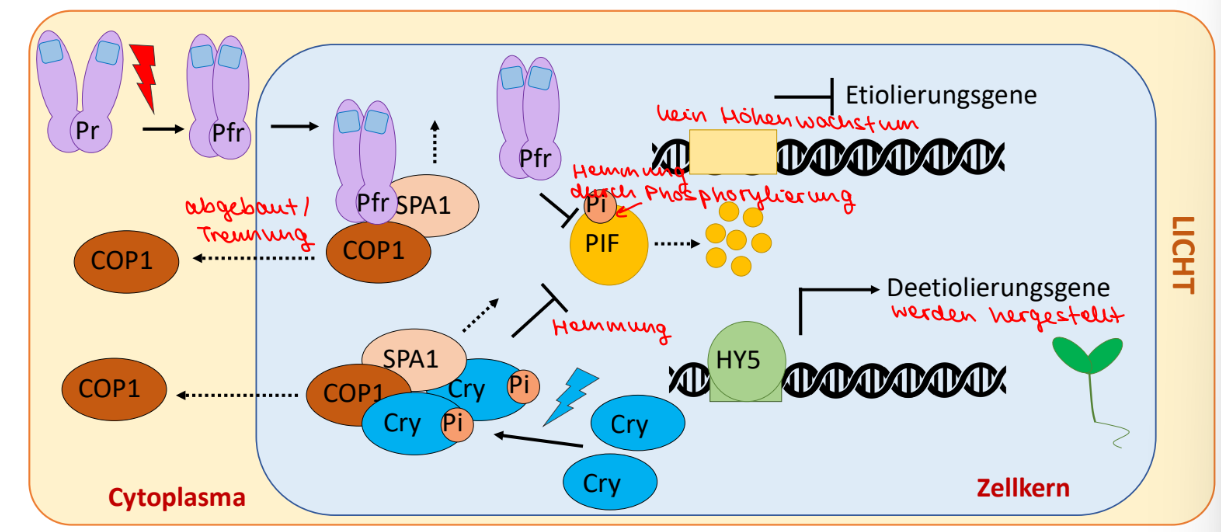 Pr
Pfr
Pfr
Etiolierungsgene
kein Höhenwachstum
Pfr
SPA1
COP1
abgebaut/
Trennung
COP1
Hemmung
durch Phosphorylierung
Pi
PIF
LICHT
Deetiolierungsgene
werden hergestellt
Hemmung
HY5
SPA1
COP1
COP1
Cry
Pi
Cry
Pi
Cry
Cry
Cytoplasma
Zellkern